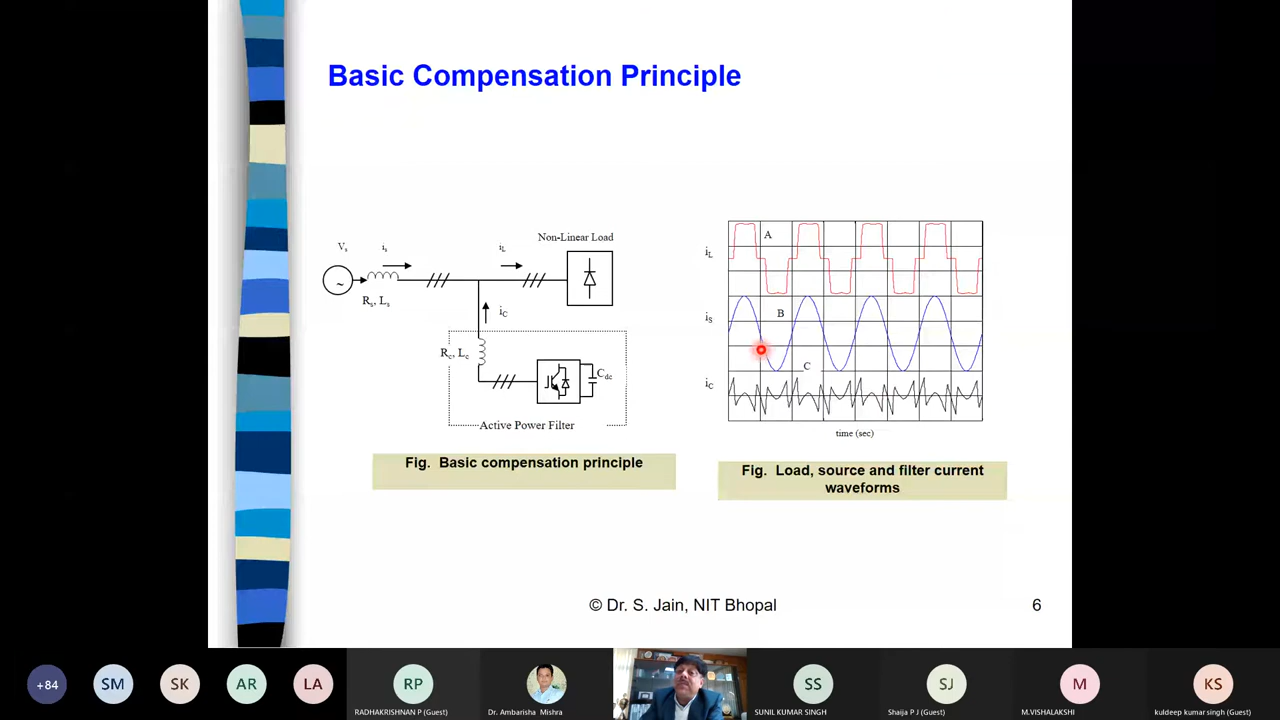 Basic Compensation Principle
Non-Linear Load
Vs
is
iL
Rs, Ls
iC
Rc, Lc
Cdc
Active Power Filter
Fig. Basic compensation principle
A
iL
B
iS
C
iC
time (sec)
Fig. Load, source and filter current
waveforms
© Dr. S. Jain, NIT Bhopal
6
+84
SM
SK
AR
LA
RP
RADHAKRISHNAN P (Guest)
Dr. Ambarisha Mishra
SS
SUNIL KUMAR SINGH
SJ
Shaija P J (Guest)
M
M.VISHALAKSHI
KS
kuldeep kumar singh (Guest)